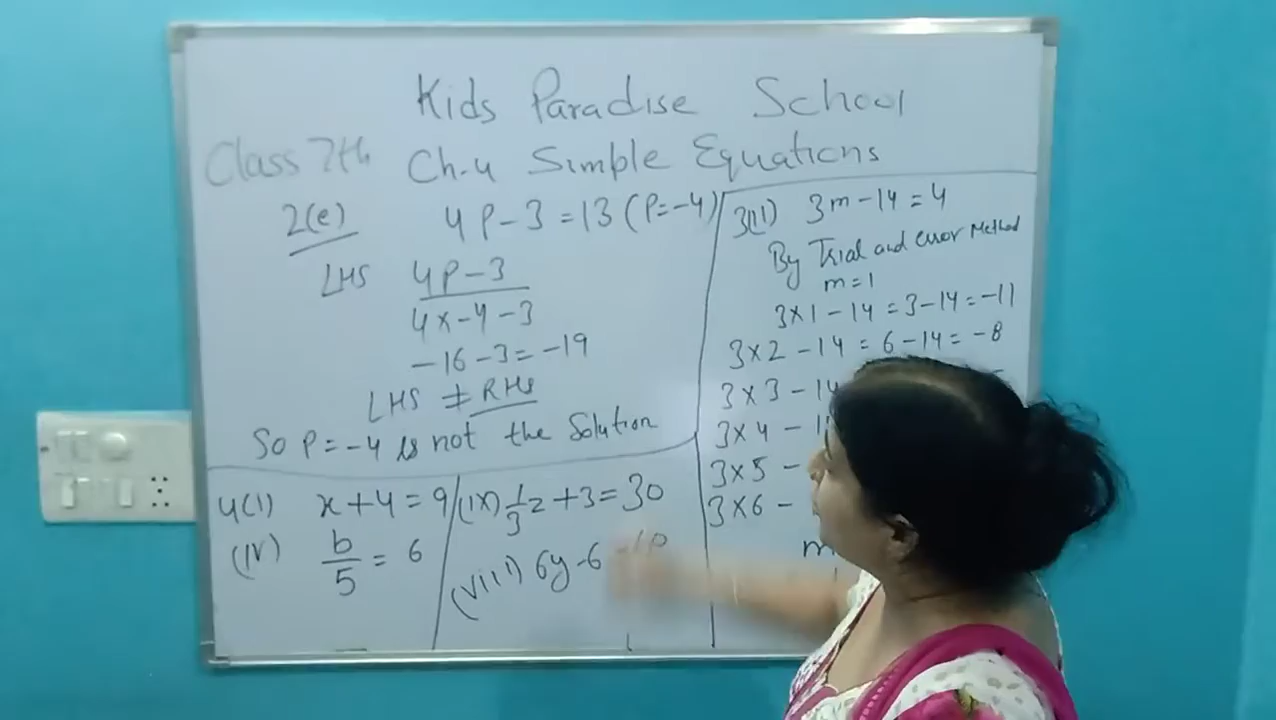 Kids Paradise School
Class 7th Ch.4 Simple Equations
2(e) 4P-3=13 (P=-4)
LHS 4P-3
4x-4-3
-16-3=-19
LHS ≠ RHS
So P=-4 is not the Solution
4(1) x+4=9
(IV) b/5 = 6
(IX) 1/3z+3=30
(VIII) 6y-6
3(11) 3m-14=4
By Trial and error Method
m=1
3×1-14=3-14=-11
3×2-14=6-14=-8
3×3-14
3×4-
3×5-
3×6-
m